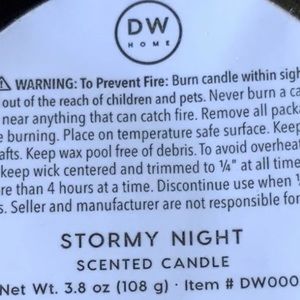 DW
HOME
⚠ WARNING: To Prevent Fire: Burn candle within sigh
out of the reach of children and pets. Never burn a ca
near anything that can catch fire. Remove all packa
e burning. Place on temperature safe surface. Keep
afts. Keep wax pool free of debris. To avoid overheat
keep wick centered and trimmed to ¼" at all time
re than 4 hours at a time. Discontinue use when
s. Seller and manufacturer are not responsible fo
STORMY NIGHT
SCENTED CANDLE
Net Wt. 3.8 oz (108 g) · Item # DW000